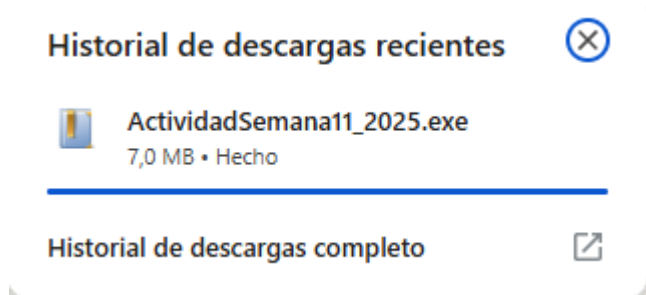 Historial de descargas recientes
ActividadSemana11_2025.exe
7,0 MB • Hecho
Historial de descargas completo